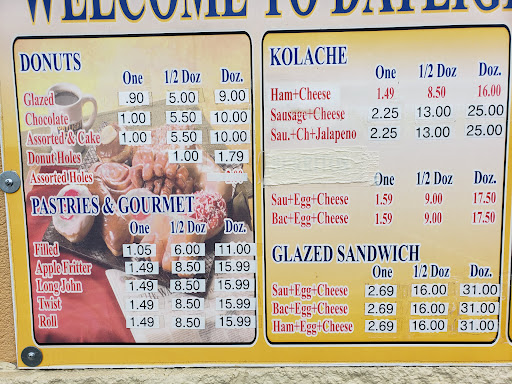 WELCOME TO DAYLIG
DONUTS
One 1/2 Doz Doz.
Glazed .90 5.00 9.00
Chocolate 1.00 5.50 10.00
Assorted & Cake 1.00 5.50 10.00
Donut Holes 1.00 1.79
Assorted Holes
PASTRIES & GOURMET
One 1/2 Doz Doz.
Filled 1.05 6.00 11.00
Apple Fritter 1.49 8.50 15.99
Long John 1.49 8.50 15.99
Twist 1.49 8.50 15.99
Roll 1.49 8.50 15.99
KOLACHE
One 1/2 Doz Doz.
Ham+Cheese 1.49 8.50 16.00
Sausage+Cheese 2.25 13.00 25.00
Sau.+Ch+Jalapeno 2.25 13.00 25.00
One 1/2 Doz Doz.
Sau+Egg+Cheese 1.59 9.00 17.50
Bac+Egg+Cheese 1.59 9.00 17.50
GLAZED SANDWICH
One 1/2 Doz Doz.
Sau+Egg+Cheese 2.69 16.00 31.00
Bac+Egg+Cheese 2.69 16.00 31.00
Ham+Egg+Cheese 2.69 16.00 31.00